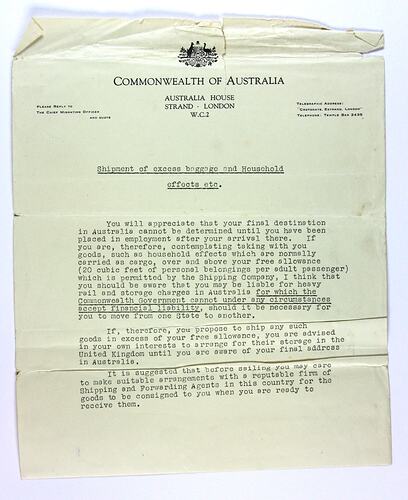 COMMONWEALTH OF AUSTRALIA
AUSTRALIA HOUSE
STRAND · LONDON
W.C.2
PLEASE REPLY TO
THE CHIEF MIGRATION OFFICER
AND QUOTE
TELEGRAPHIC ADDRESS:
STRAND, LONDON"
TELEPHONE: TEMPLE BAR 2435
Shipment of excess baggage and Household
effects etc.
You will appreciate that your final destination
in Australia cannot be determined until you have been
placed in employment after your arrival there. If
you are, therefore, contemplating taking with you
goods, such as household effects which are normally
carried as cargo, over and above your free allowance
(20 cubic feet of personal belongings per adult passenger)
which is permitted by the Shipping Company, I think that
you should be aware that you may be liable for heavy
rail and storage charges in Australia for which the
Commonwealth Government cannot under any circumstances
accept financial liability, should it be necessary for
you to move from one State to another.
If, therefore, you propose to ship any such
goods in excess of your free allowance, you are advised
in your own interests to arrange for their storage in the
United Kingdom until you are aware of your final address
in Australia.
It is suggested that before sailing you may care
to make suitable arrangements with a reputable firm of
Shipping and Forwarding Agents in this country for the
goods to be consigned to you when you are ready to
receive them.